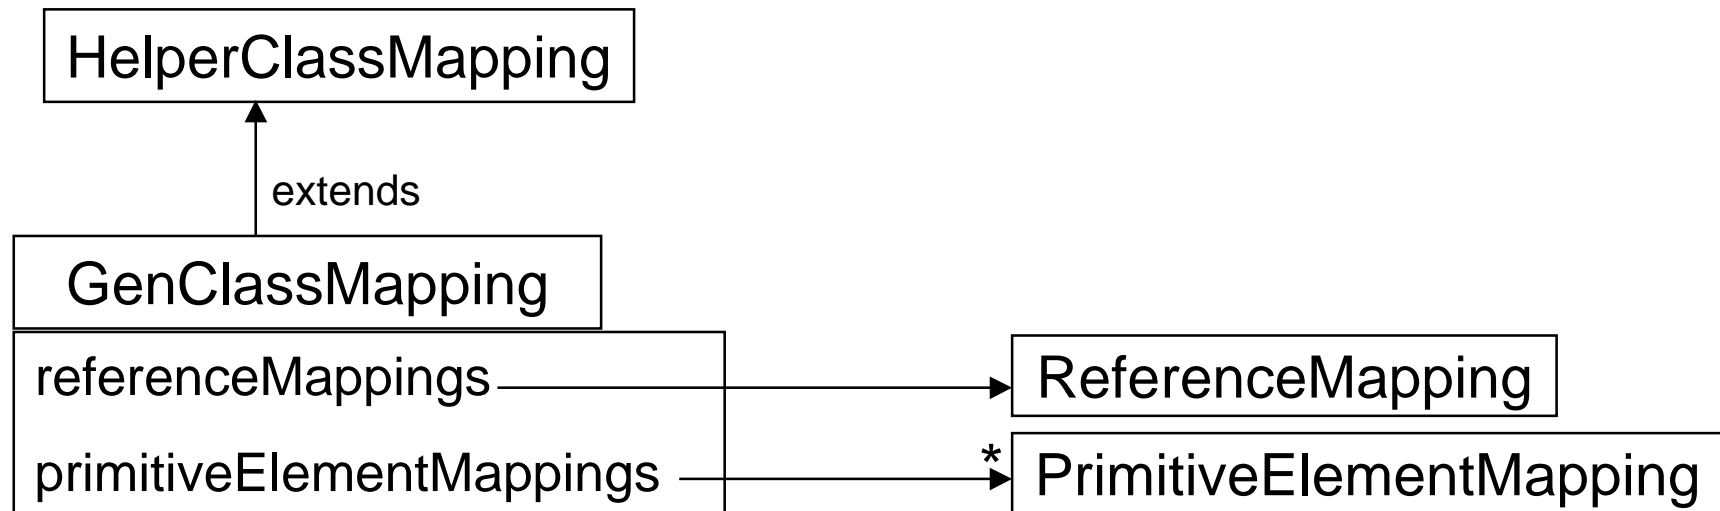 HelperClassMapping
extends
GenClassMapping
referenceMappings
ReferenceMapping
primitiveElementMappings
*
PrimitiveElementMapping